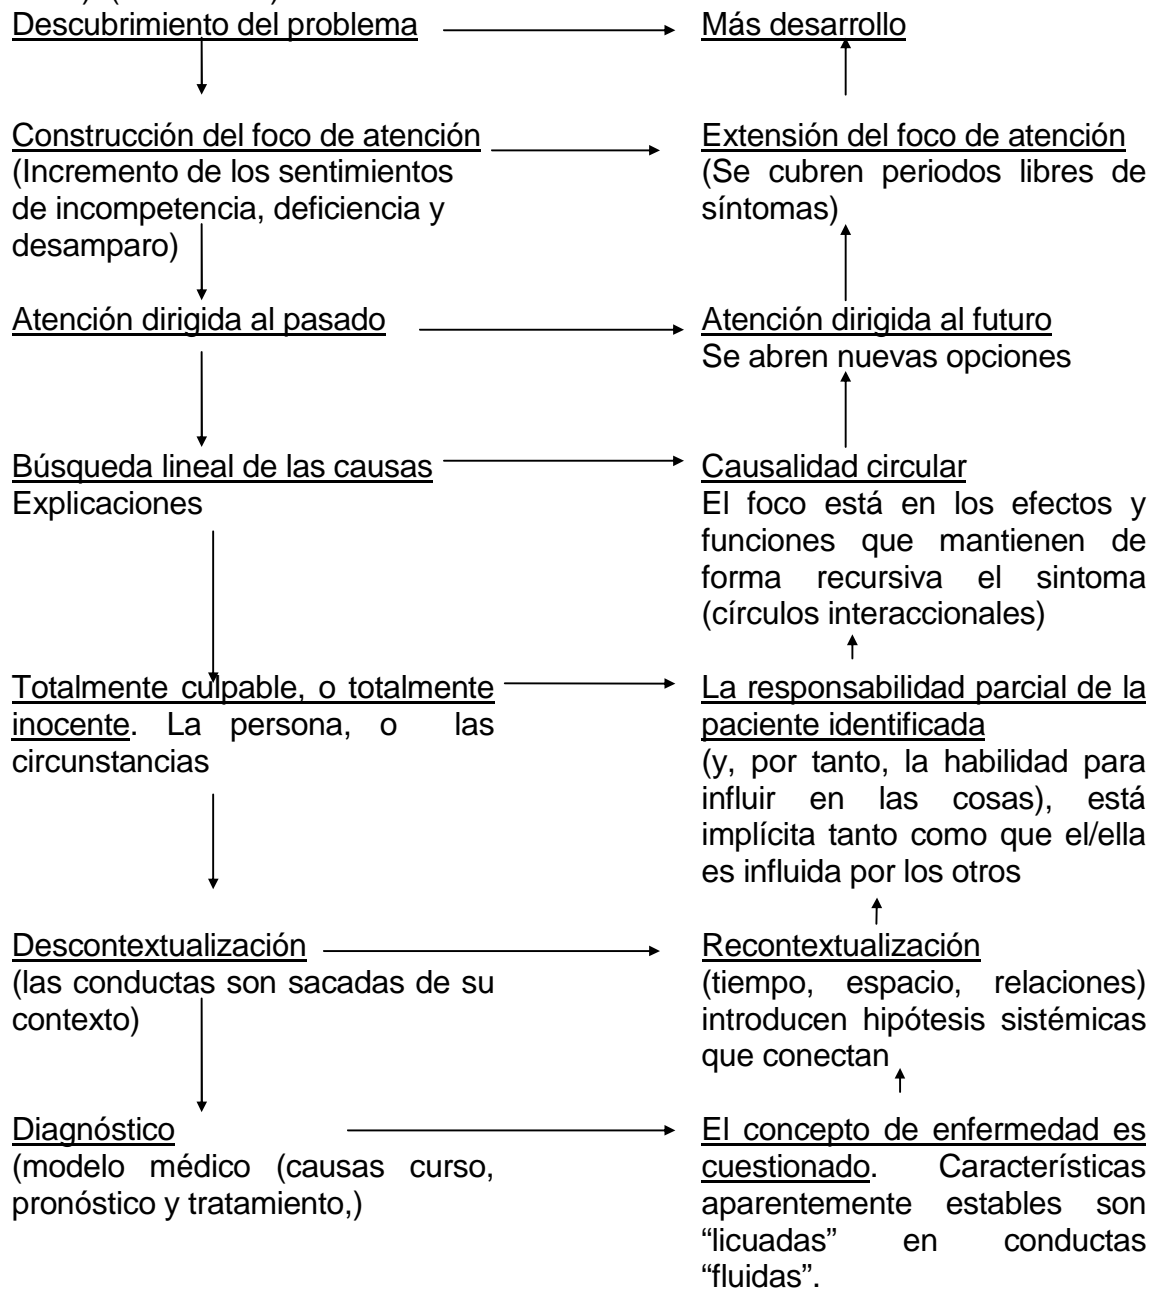 Descubrimiento del problema
Más desarrollo
Construcción del foco de atención
(Incremento de los sentimientos
de incompetencia, deficiencia y
desamparo)
Extensión del foco de atención
(Se cubren periodos libres de
síntomas)
Atención dirigida al pasado
Atención dirigida al futuro
Se abren nuevas opciones
Búsqueda lineal de las causas
Explicaciones
Causalidad circular
El foco está en los efectos y
funciones que mantienen de
forma recursiva el sintoma
(círculos interaccionales)
Totalmente culpable, o totalmente
inocente. La persona, o las
circunstancias
La responsabilidad parcial de la
paciente identificada
(y, por tanto, la habilidad para
influir en las cosas), está
implícita tanto como que el/ella
es influida por los otros
Descontextualización
(las conductas son sacadas de su
contexto)
Recontextualización
(tiempo, espacio, relaciones)
introducen hipótesis sistémicas
que conectan
Diagnóstico
(modelo médico (causas curso,
pronóstico y tratamiento,)
El concepto de enfermedad es
cuestionado. Características
aparentemente estables son
“licuadas” en conductas
“fluidas”.